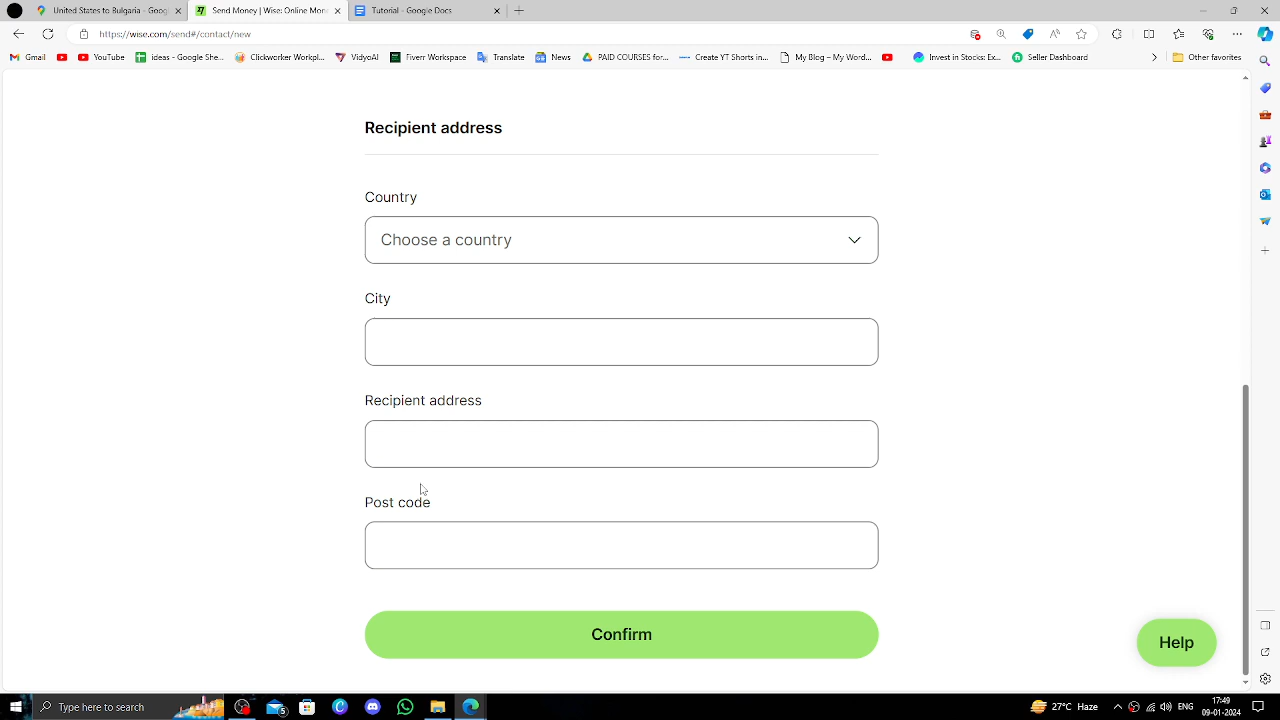 United States to Bulgaria - Goog
Send Money | Wise: Online Mon
Tutorial - Google Docs
https://wise.com/send#/contact/new
Gmail
YouTube
ideas - Google She...
Clickworker Workpl...
VidyoAI
Fiverr Workspace
Translate
News
PAID COURSES for...
Create YT Shorts in...
My Blog – My Word...
Invest in Stocks: Ex...
Seller Dashboard
Other favorites
Recipient address
Country
Choose a country
City
Recipient address
Post code
Confirm
Help
Type here to search
5
27°C Haze
ENG
17:49
09-01-2024